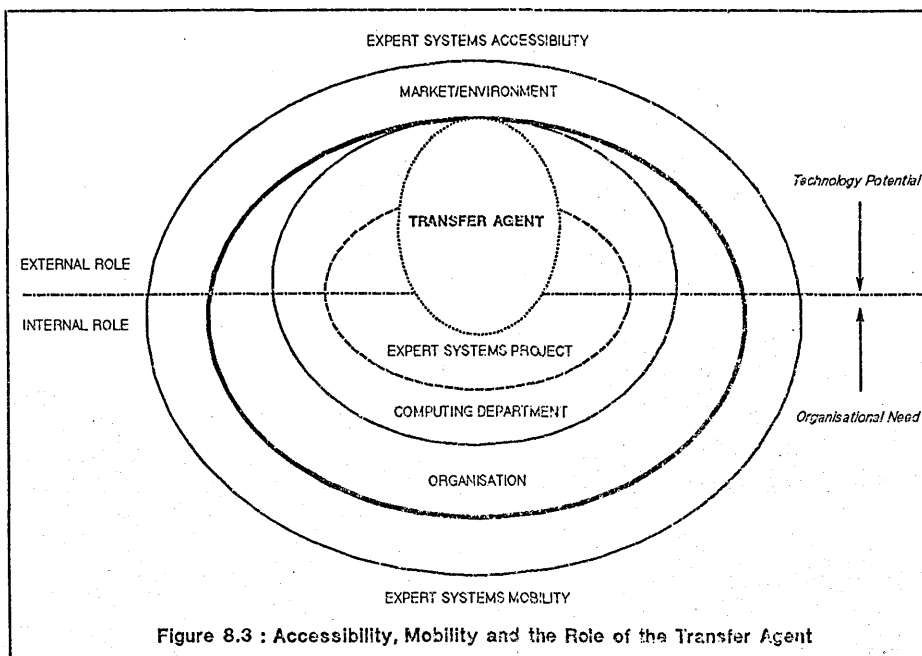 EXPERT SYSTEMS ACCESSIBILITY
MARKET/ENVIRONMENT
Technology Potential
TRANSFER AGENT
EXTERNAL ROLE
INTERNAL ROLE
EXPERT SYSTEMS PROJECT
COMPUTING DEPARTMENT
Organisational Need
ORGANISATION
EXPERT SYSTEMS MOBILITY
Figure 8.3 : Accessibility, Mobility and the Role of the Transfer Agent